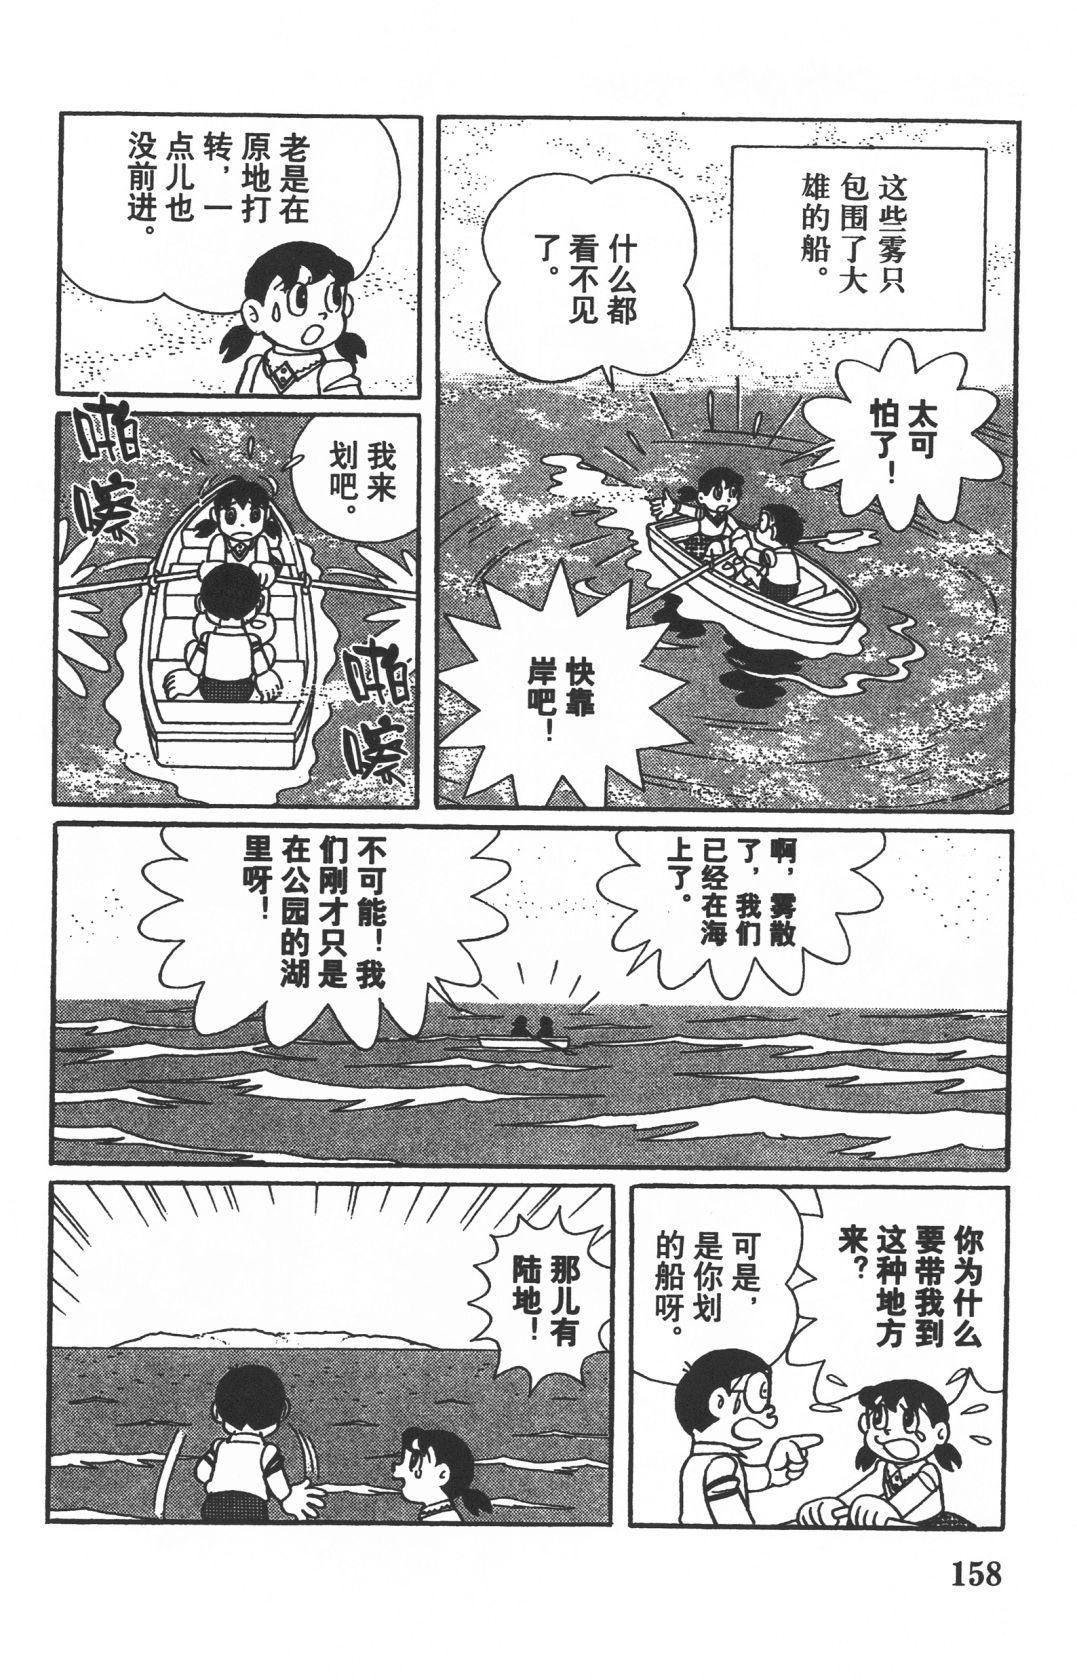 这些雾只
包围了大
雄的船。
什么都
看不见
了。
太可
怕了！
快靠
岸吧！
老是在
原地打
转，一
点儿也
没前进。
我来
划吧。
啪
嚓
啪
嚓
啊，雾散
了，我们
已经在海
上了。
不可能！我
们刚才只是
在公园的湖
里呀！
你为什么
要带我到
这种地方
来？
可是，
是你划
的船呀。
那儿有
陆地！
158